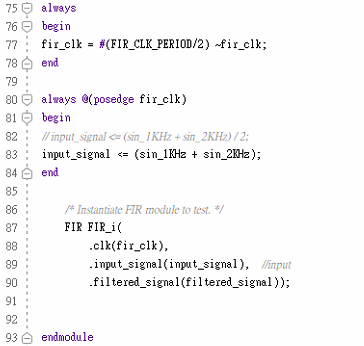 75 always
76 begin
77 fir_clk = #(FIR_CLK_PERIOD/2) ~fir_clk;
78 end
79
80 always @(posedge fir_clk)
81 begin
82 // input_signal <= (sin_1KHz + sin_2KHz) / 2;
83 input_signal <= (sin_1KHz + sin_2KHz);
84 end
85
86 /* Instantiate FIR module to test. */
87 FIR FIR_i(
88 .clk(fir_clk),
89 .input_signal(input_signal), //input
90 .filtered_signal(filtered_signal));
91
92
93 endmodule